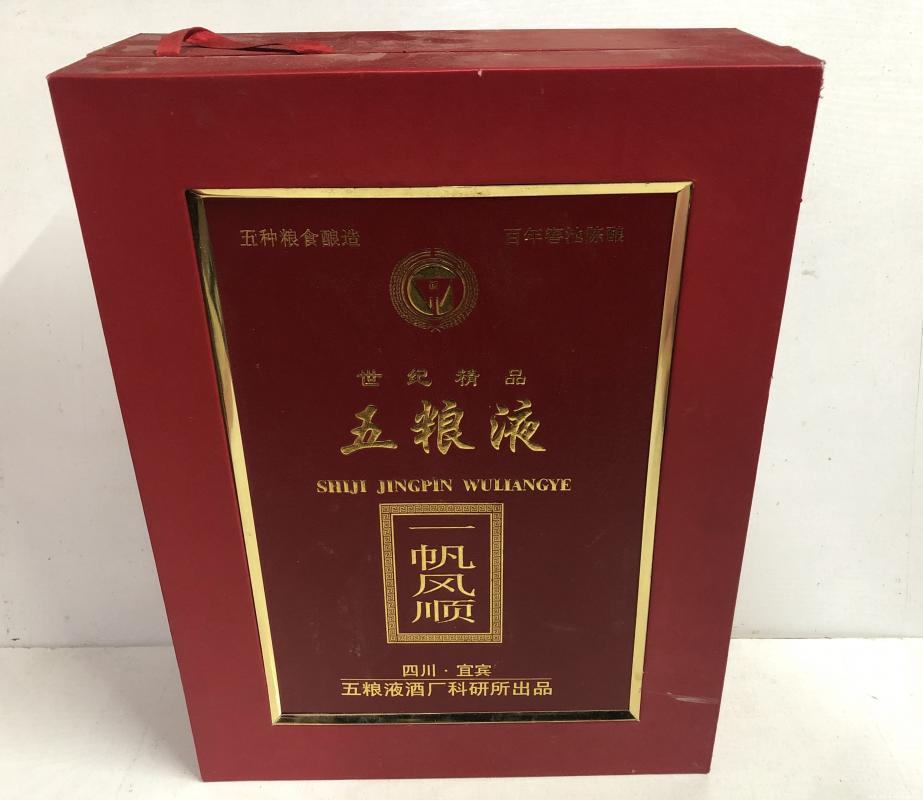 五种粮食酿造
百年窖池陈酿
世纪精品
五粮液
SHIJI JINGPIN WULIANGYE
一
帆
风
顺
四川·宜宾
五粮液酒厂科研所出品